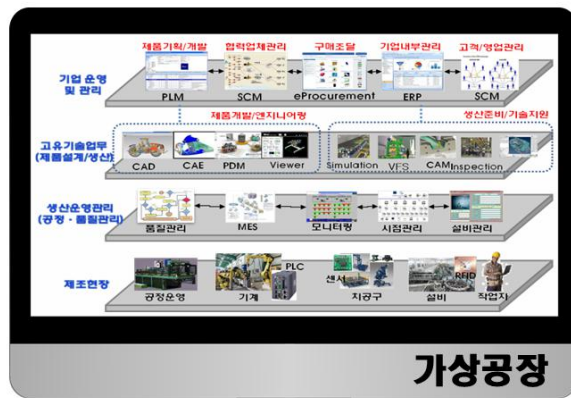 제품기획/개발 협력업체관리 구매조달 기업내부관리 고객/영업관리
기업 운영
및 관리
PLM SCM eProcurement ERP SCM
제품개발/엔지니어링 생산준비/기술지원
고유기술업무
(제품설계/생산)
CAD CAE PDM Viewer Simulation VFS CAM Inspection
생산운영관리
(공정·품질관리)
품질관리 MES 모니터링 시점관리 설비관리
제조현장
PLC 센서 RFID
공정운영 기계 치공구 설비 작업자
가상공장